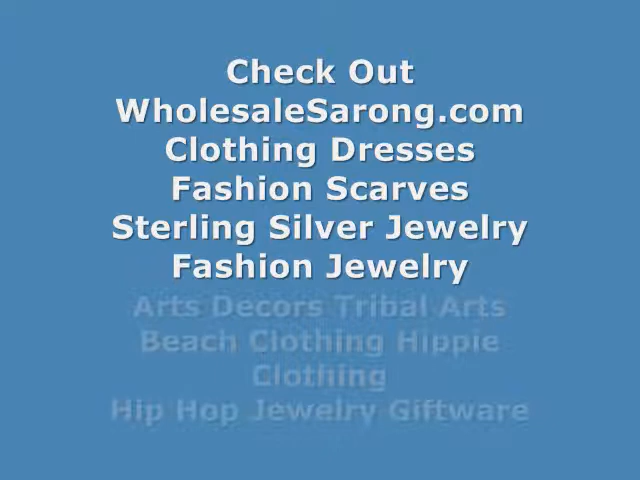 Check Out
WholesaleSarong.com
Clothing Dresses
Fashion Scarves
Sterling Silver Jewelry
Fashion Jewelry
Arts Decors Tribal Arts
Beach Clothing Hippie
Clothing
Hip Hop Jewelry Giftware